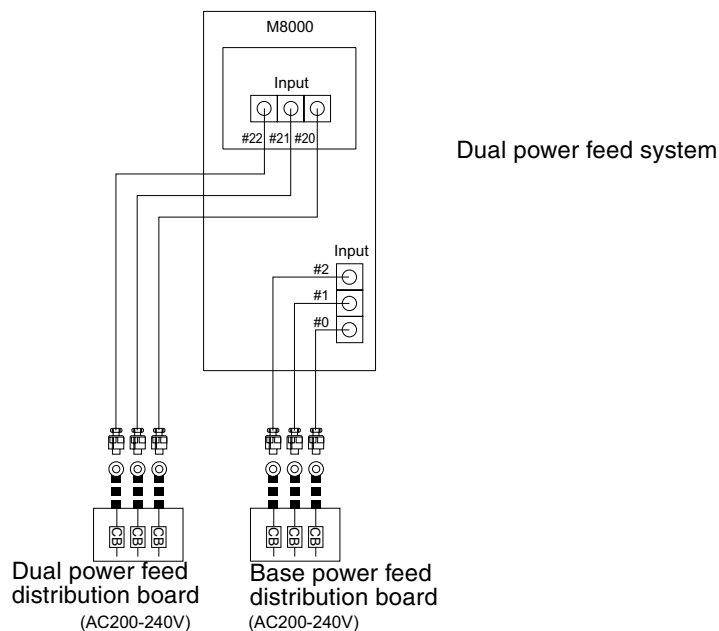 M8000
Input
#22 #21 #20
Dual power feed system
Input
#2
#1
#0
CB CB CB
CB CB CB
Dual power feed
distribution board
(AC200-240V)
Base power feed
distribution board
(AC200-240V)